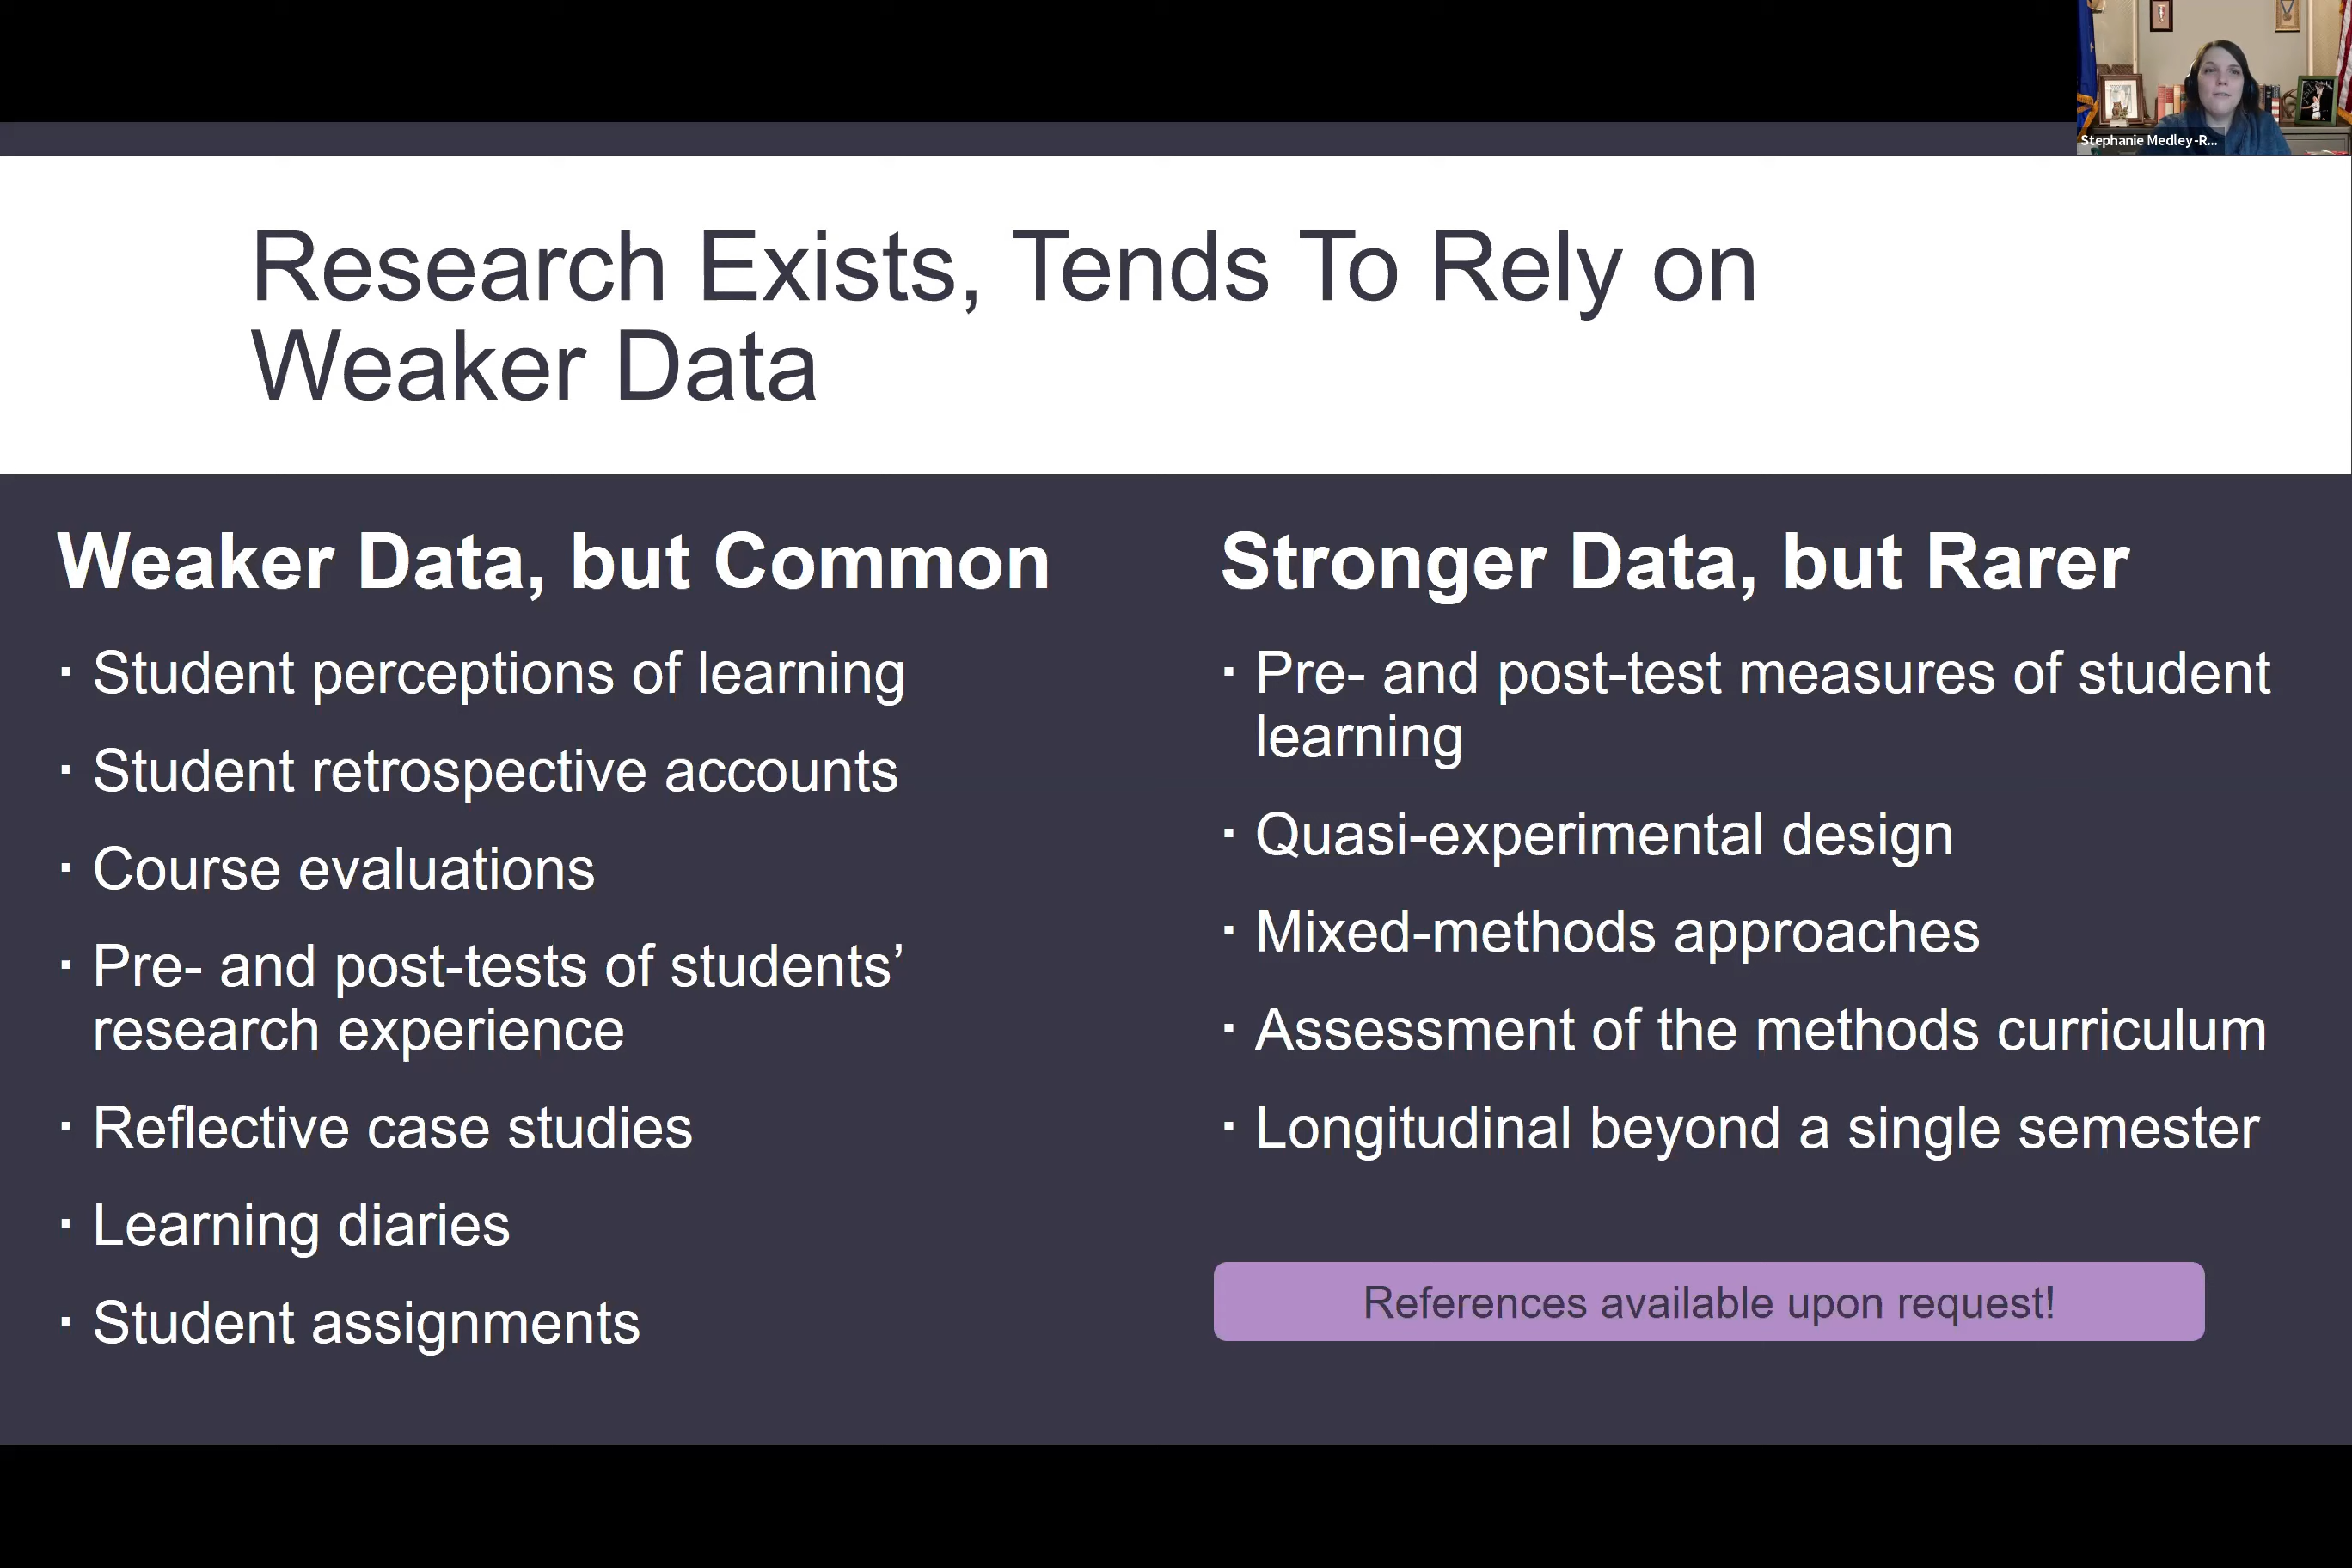 Stephanie Medley-R...
Research Exists, Tends To Rely on
Weaker Data
Weaker Data, but Common
▪ Student perceptions of learning
▪ Student retrospective accounts
▪ Course evaluations
▪ Pre- and post-tests of students’
research experience
▪ Reflective case studies
▪ Learning diaries
▪ Student assignments
Stronger Data, but Rarer
▪ Pre- and post-test measures of student
learning
▪ Quasi-experimental design
▪ Mixed-methods approaches
▪ Assessment of the methods curriculum
▪ Longitudinal beyond a single semester
References available upon request!